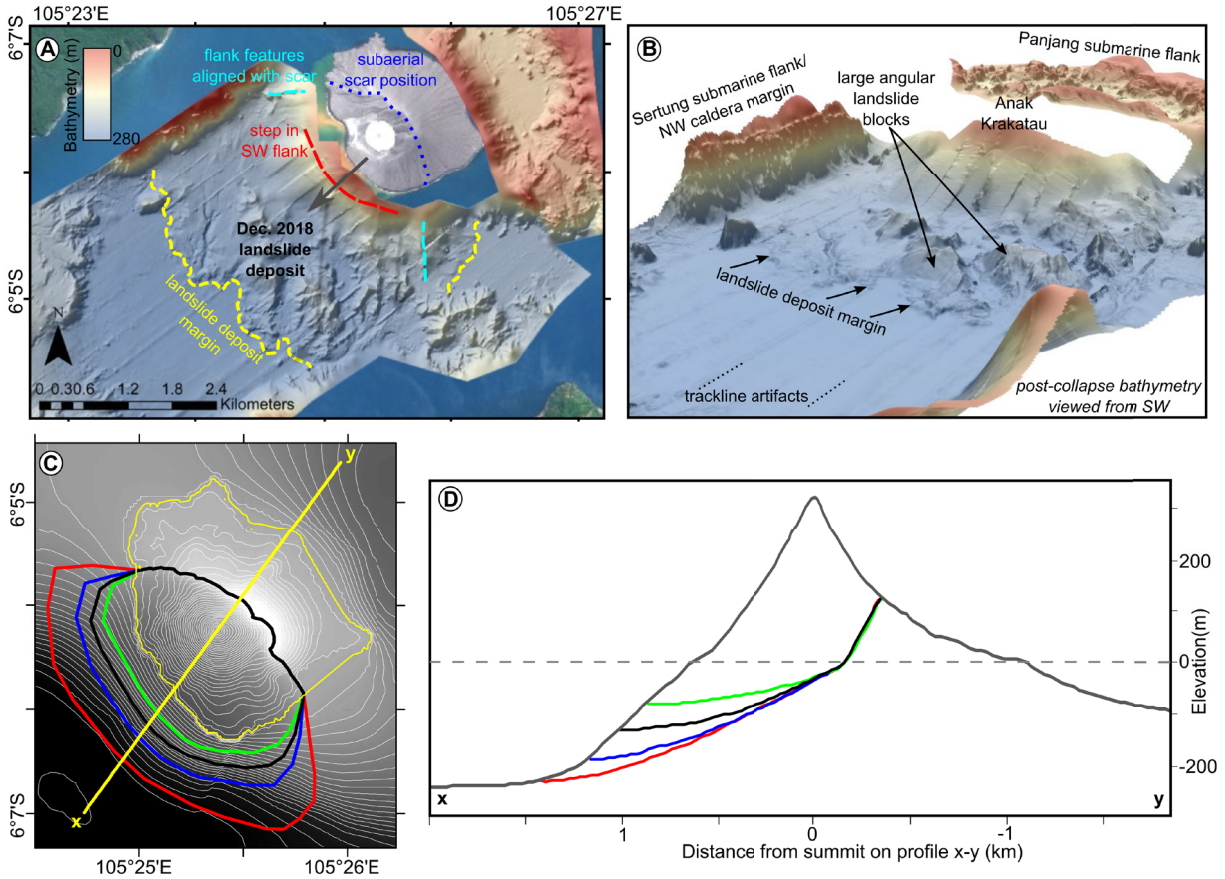 105°23'E
105°27'E
6°7'S
6°5'S
A
0
280
Bathymetry (m)
flank features
aligned with scar
subaerial
scar position
step in
SW flank
Dec. 2018
landslide
deposit
landslide deposit
margin
N
0 0.30.6 1.2 1.8 2.4
Kilometers
B
Panjang submarine flank
Sertung submarine flank/
NW caldera margin
large angular
landslide
blocks
Anak
Krakatau
landslide deposit margin
trackline artifacts
post-collapse bathymetry
viewed from SW
C
y
x
6°5'S
6°7'S
105°25'E
105°26'E
D
200
0
-200
Elevation(m)
x
y
1
0
-1
Distance from summit on profile x-y (km)